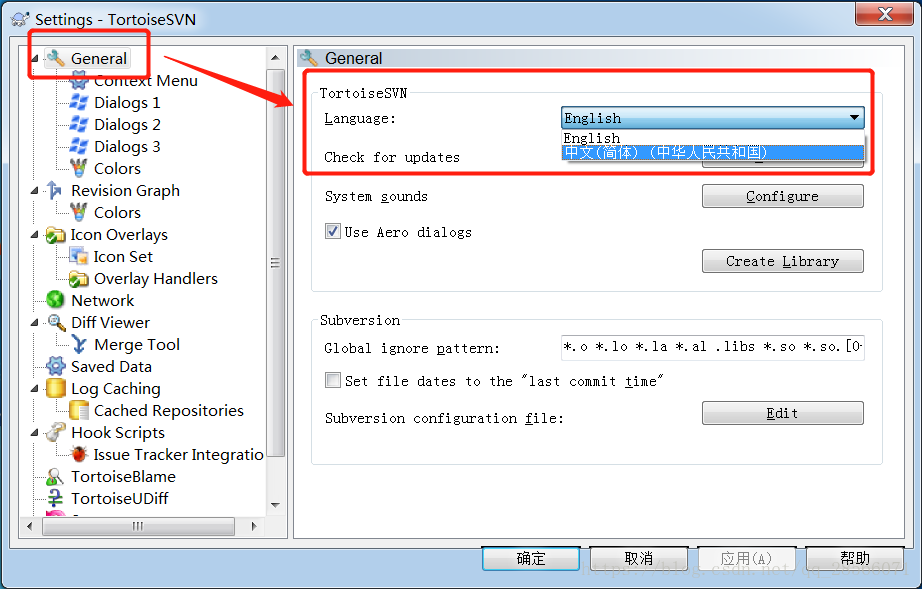 Settings - TortoiseSVN
General
Context Menu
Dialogs 1
Dialogs 2
Dialogs 3
Colors
Revision Graph
Colors
Icon Overlays
Icon Set
Overlay Handlers
Network
Diff Viewer
Merge Tool
Saved Data
Log Caching
Cached Repositories
Hook Scripts
Issue Tracker Integratio
TortoiseBlame
TortoiseUDiff
General
TortoiseSVN
Language:
English
English
中文(简体) (中华人民共和国)
Check for updates
System sounds
Configure
Use Aero dialogs
Create Library
Subversion
Global ignore pattern:
*.o *.lo *.la *.al .libs *.so *.so.[0-
Set file dates to the "last commit time"
Subversion configuration file:
Edit
确定
取消
应用(A)
帮助